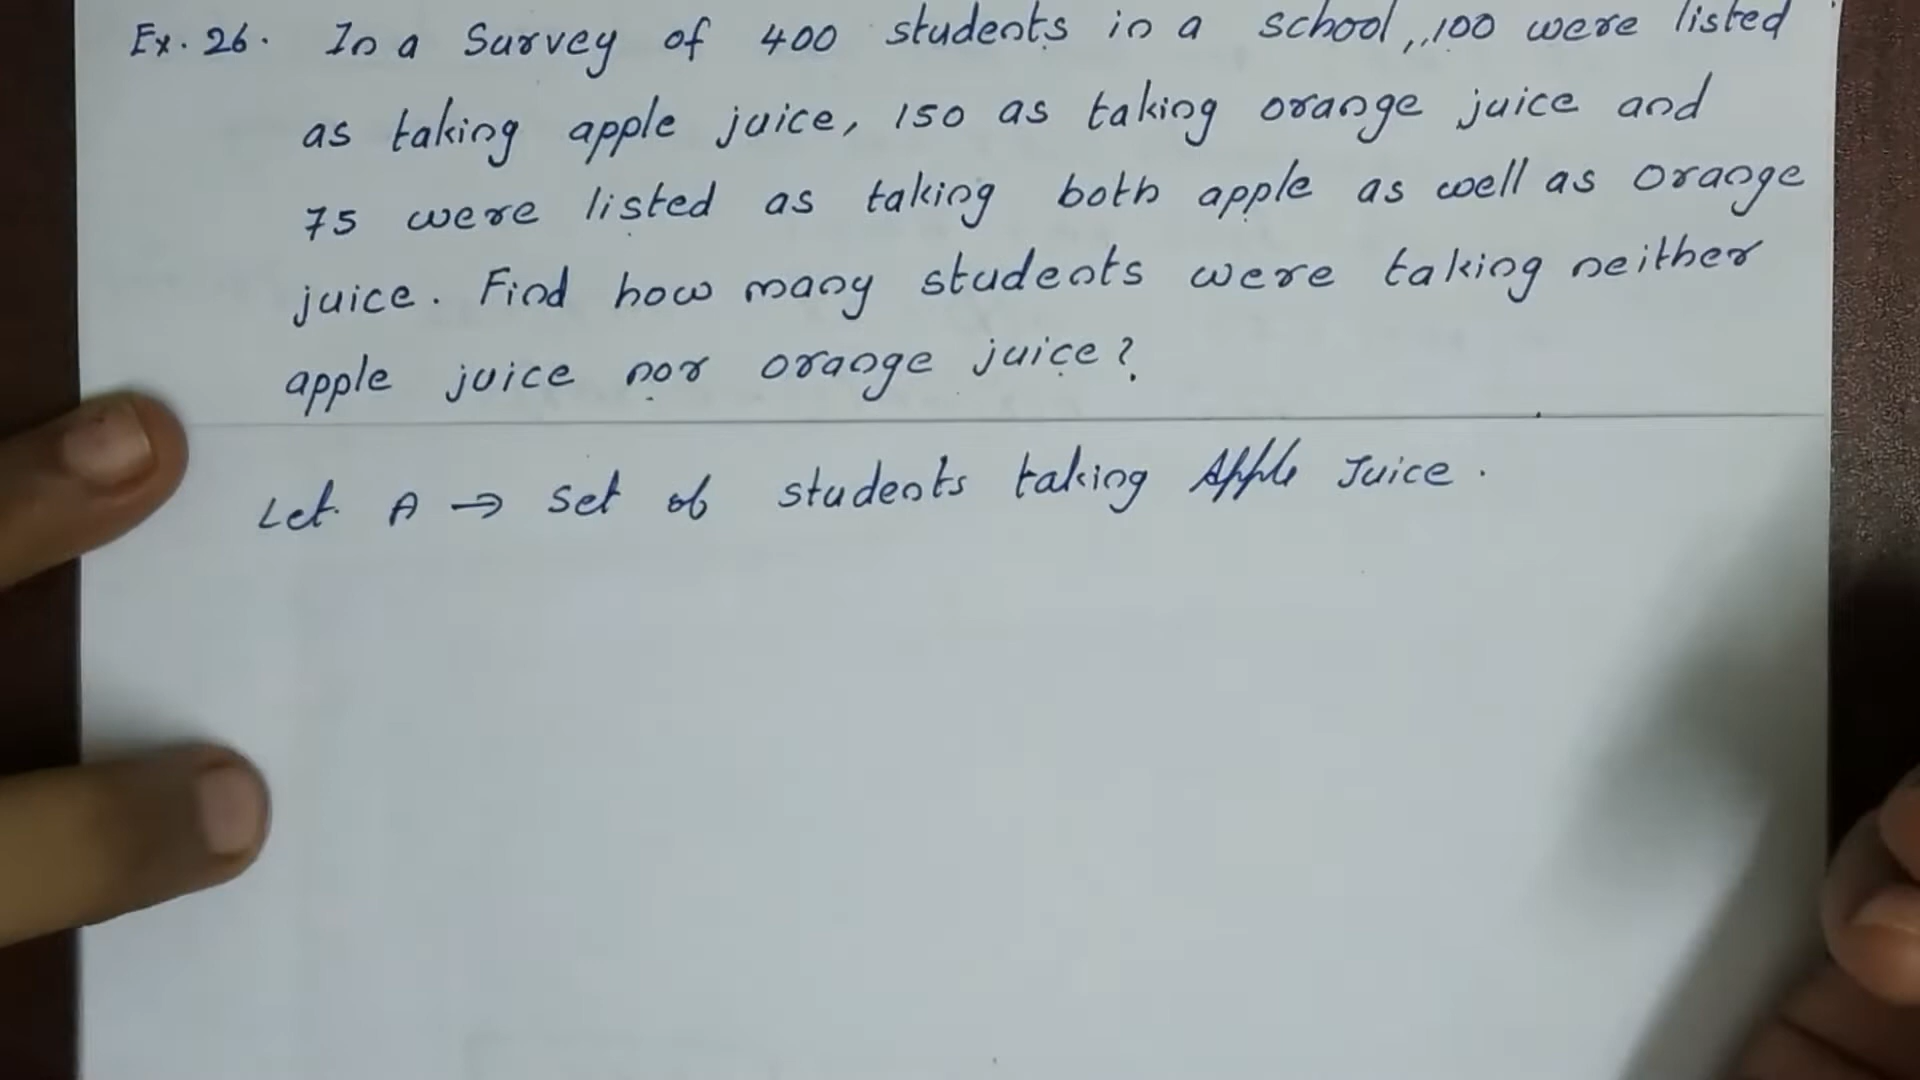 Ex. 26. In a Survey of 400 students in a school, 100 were listed
as taking apple juice, 150 as taking orange juice and
75 were listed as taking both apple as well as orange
juice. Find how many students were taking neither
apple juice nor orange juice?
Let A → Set of students taking Apple Juice.